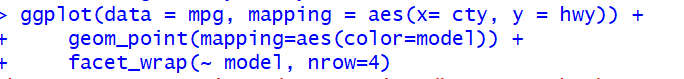 > ggplot(data = mpg, mapping = aes(x= cty, y = hwy)) +
+     geom_point(mapping=aes(color=model)) +
+     facet_wrap(~ model, nrow=4)